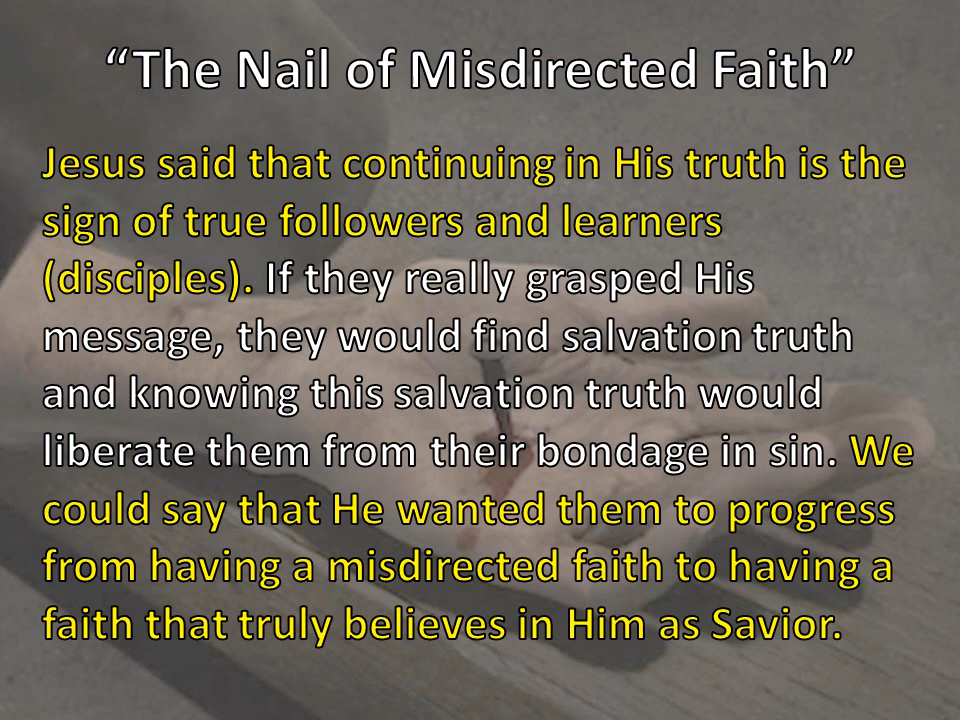 “The Nail of Misdirected Faith”
Jesus said that continuing in His truth is the
sign of true followers and learners
(disciples). If they really grasped His
message, they would find salvation truth
and knowing this salvation truth would
liberate them from their bondage in sin. We
could say that He wanted them to progress
from having a misdirected faith to having a
faith that truly believes in Him as Savior.